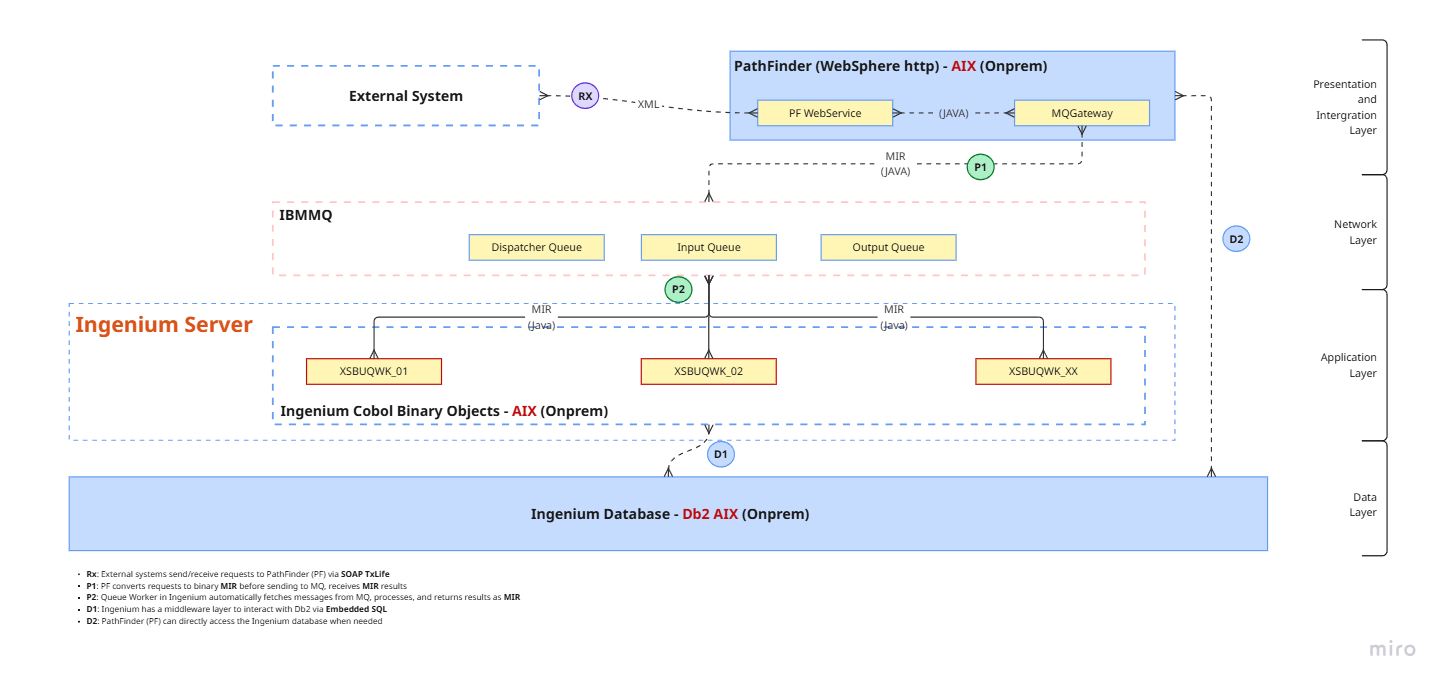 External System
RX
XML
PathFinder (WebSphere http) - AIX (Onprem)
PF WebService
(JAVA)
MQGateway
Presentation
and
Intergration
Layer
MIR
(JAVA)
P1
IBMMQ
Dispatcher Queue
Input Queue
Output Queue
D2
Network
Layer
P2
Ingenium Server
MIR
(Java)
MIR
(Java)
XSBUQWK_01
XSBUQWK_02
XSBUQWK_XX
Application
Layer
Ingenium Cobol Binary Objects - AIX (Onprem)
D1
Ingenium Database - Db2 AIX (Onprem)
Data
Layer
• Rx: External systems send/receive requests to PathFinder (PF) via SOAP TxLife
• P1: PF converts requests to binary MIR before sending to MQ, receives MIR results
• P2: Queue Worker in Ingenium automatically fetches messages from MQ, processes, and returns results as MIR
• D1: Ingenium has a middleware layer to interact with Db2 via Embedded SQL
• D2: PathFinder (PF) can directly access the Ingenium database when needed
miro